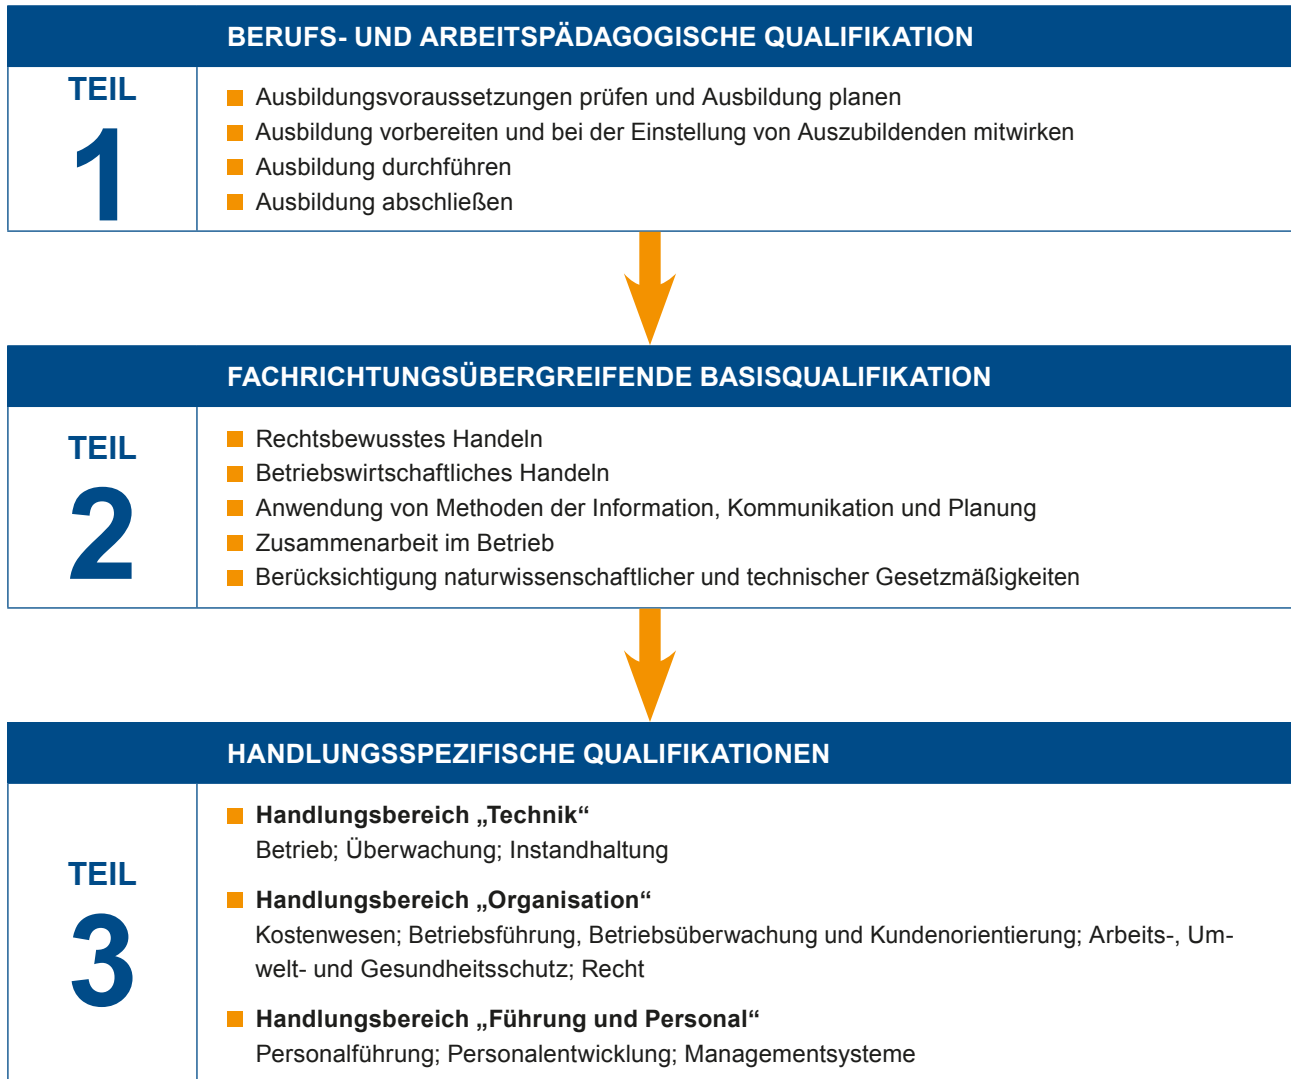 BERUFS- UND ARBEITSPÄDAGOGISCHE QUALIFIKATION
TEIL
1
Ausbildungsvoraussetzungen prüfen und Ausbildung planen
Ausbildung vorbereiten und bei der Einstellung von Auszubildenden mitwirken
Ausbildung durchführen
Ausbildung abschließen
FACHRICHTUNGSÜBERGREIFENDE BASISQUALIFIKATION
TEIL
2
Rechtsbewusstes Handeln
Betriebswirtschaftliches Handeln
Anwendung von Methoden der Information, Kommunikation und Planung
Zusammenarbeit im Betrieb
Berücksichtigung naturwissenschaftlicher und technischer Gesetzmäßigkeiten
HANDLUNGSSPEZIFISCHE QUALIFIKATIONEN
TEIL
3
Handlungsbereich „Technik“
Betrieb; Überwachung; Instandhaltung
Handlungsbereich „Organisation“
Kostenwesen; Betriebsführung, Betriebsüberwachung und Kundenorientierung; Arbeits-, Um-
welt- und Gesundheitsschutz; Recht
Handlungsbereich „Führung und Personal“
Personalführung; Personalentwicklung; Managementsysteme